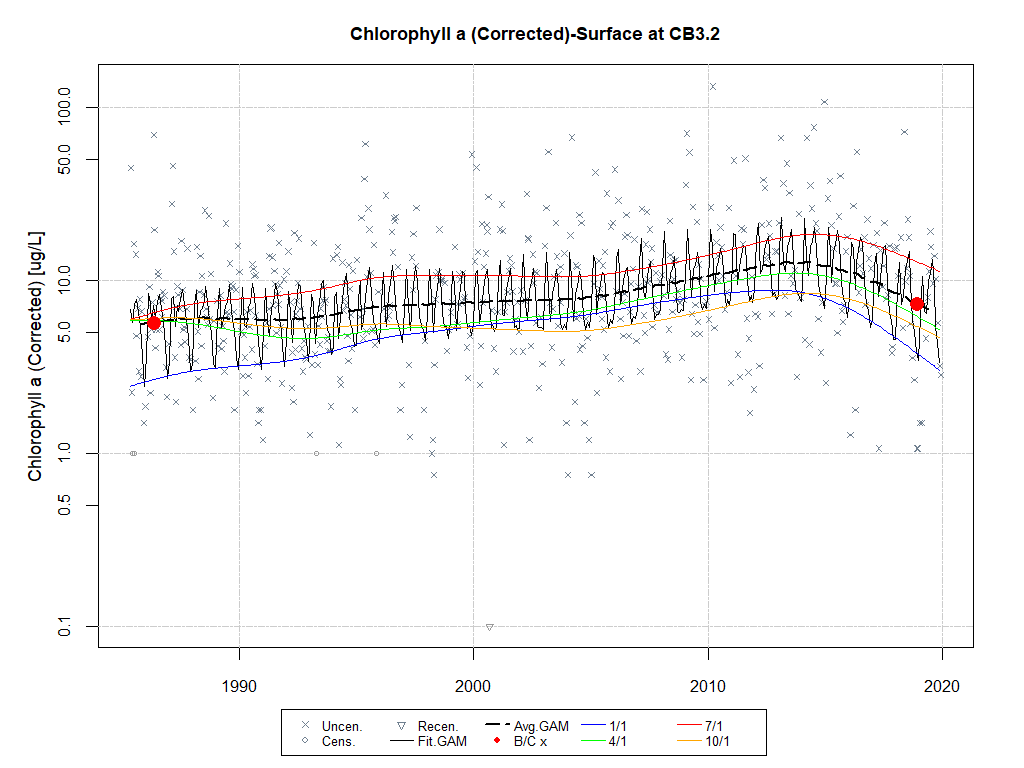 Chlorophyll a (Corrected)-Surface at CB3.2
Chlorophyll a (Corrected) [ug/L]
100.0
50.0
10.0
5.0
1.0
0.5
0.1
1990 2000 2010 2020
Uncen. Recen. Avg.GAM 1/1 7/1
Cens. Fit.GAM B/C x 4/1 10/1